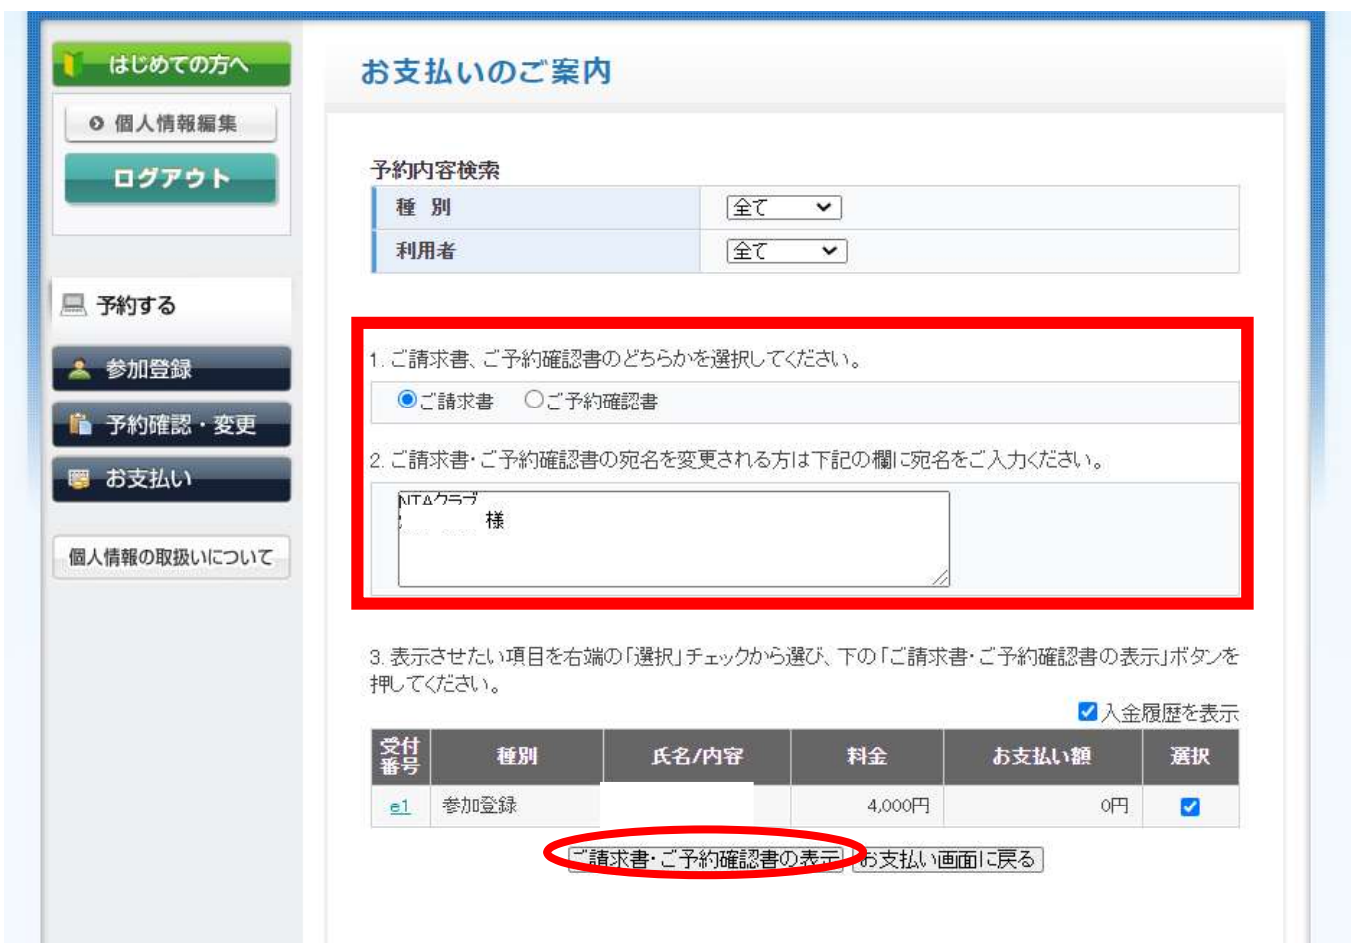 はじめての方へ
個人情報編集
ログアウト
予約する
参加登録
予約確認・変更
お支払い
個人情報の取扱いについて
お支払いのご案内
予約内容検索
種 別 全て
利用者 全て
1. ご請求書、ご予約確認書のどちらかを選択してください。
ご請求書 ご予約確認書
2. ご請求書・ご予約確認書の宛名を変更される方は下記の欄に宛名をご入力ください。
NTAクラブ
様
3. 表示させたい項目を右端の「選択」チェックから選び、下の「ご請求書・ご予約確認書の表示」ボタンを
押してください。
入金履歴を表示
受付番号 種別 氏名/内容 料金 お支払い額 選択
e1 参加登録 4,000円 0円
ご請求書・ご予約確認書の表示 お支払い画面に戻る